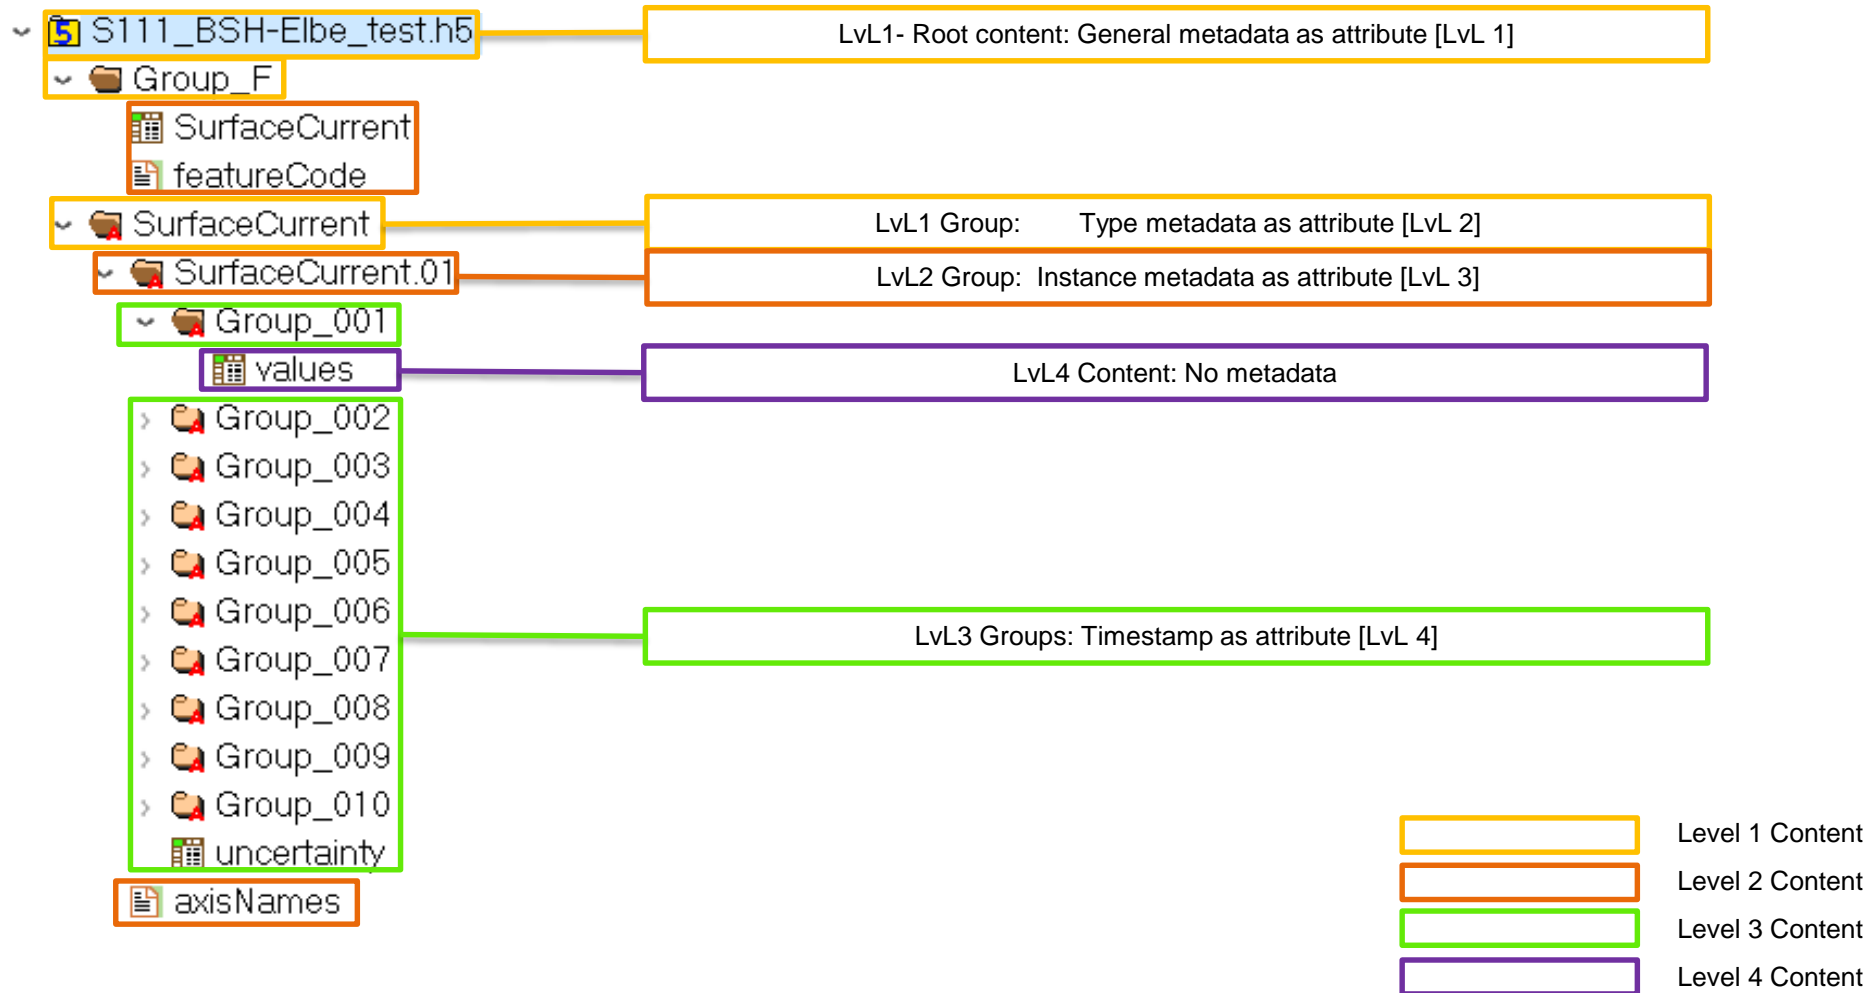 S111_BSH-Elbe_test.h5
LvL1- Root content: General metadata as attribute [LvL 1]
Group_F
SurfaceCurrent
featureCode
SurfaceCurrent
LvL1 Group: Type metadata as attribute [LvL 2]
SurfaceCurrent.01
LvL2 Group: Instance metadata as attribute [LvL 3]
Group_001
values
LvL4 Content: No metadata
Group_002
Group_003
Group_004
Group_005
Group_006
LvL3 Groups: Timestamp as attribute [LvL 4]
Group_007
Group_008
Group_009
Group_010
uncertainty
axisNames
Level 1 Content
Level 2 Content
Level 3 Content
Level 4 Content